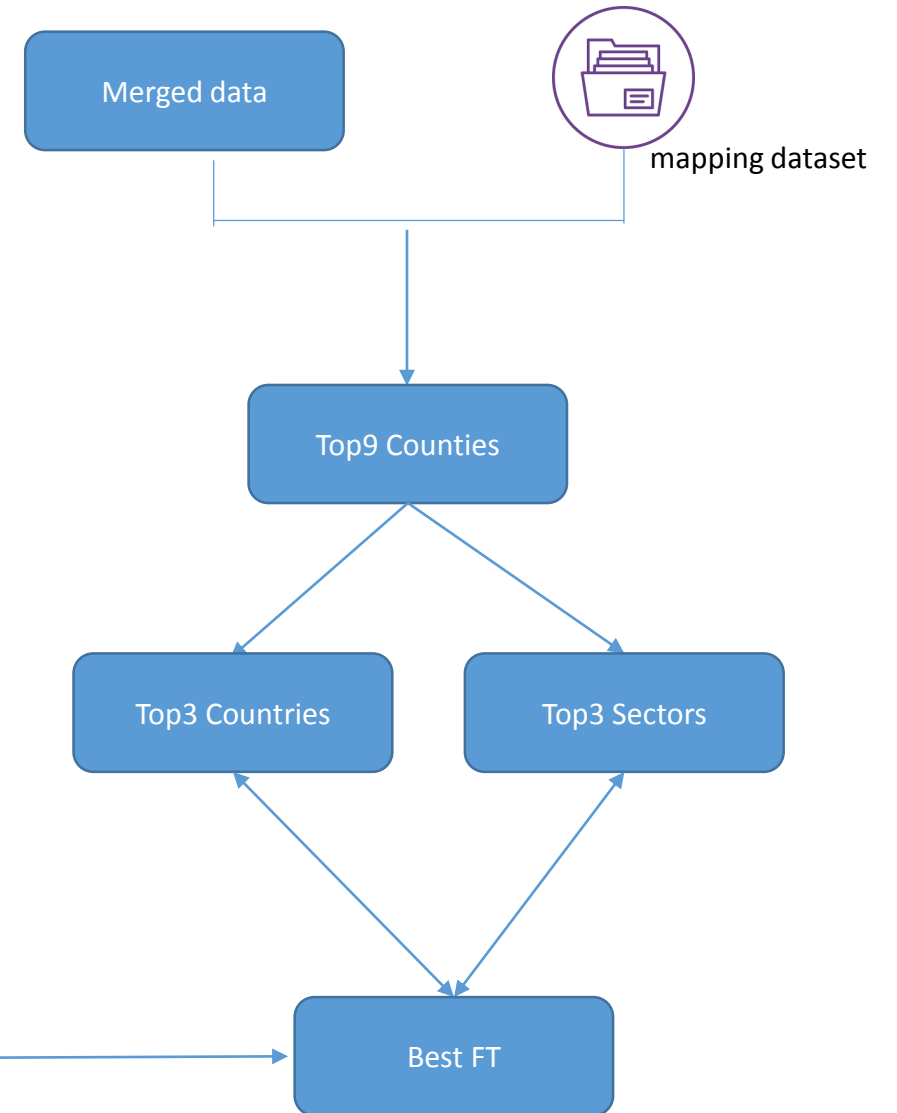 Merged data
mapping dataset
Top9 Counties
Top3 Countries
Top3 Sectors
Best FT